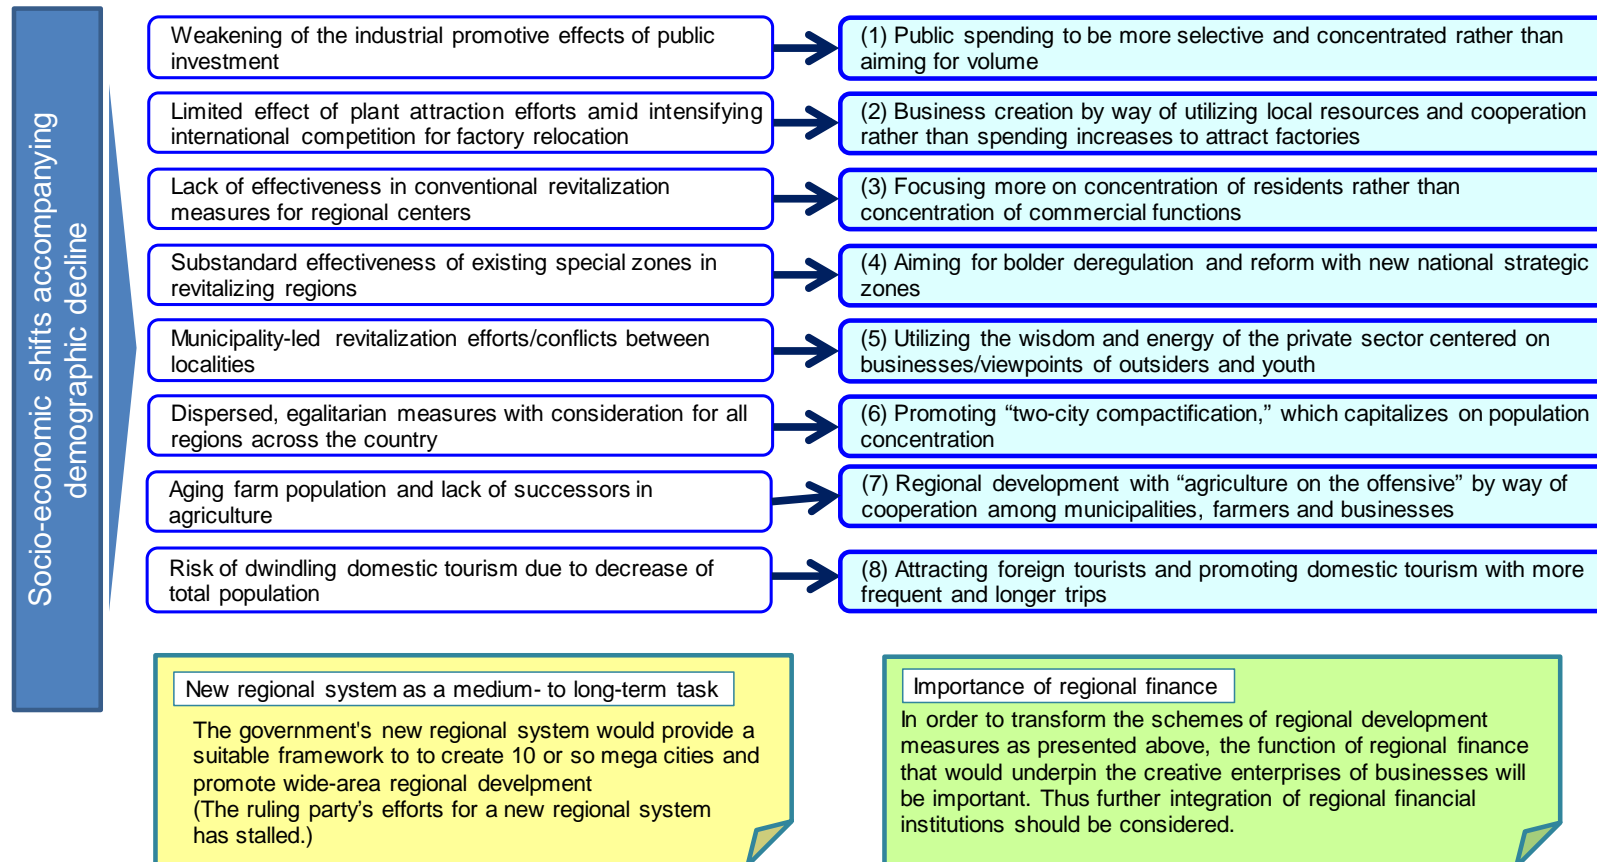 Socio-economic shifts accompanying
demographic decline
Weakening of the industrial promotive effects of public
investment
(1) Public spending to be more selective and concentrated rather than
aiming for volume
Limited effect of plant attraction efforts amid intensifying
international competition for factory relocation
(2) Business creation by way of utilizing local resources and cooperation
rather than spending increases to attract factories
Lack of effectiveness in conventional revitalization
measures for regional centers
(3) Focusing more on concentration of residents rather than
concentration of commercial functions
Substandard effectiveness of existing special zones in
revitalizing regions
(4) Aiming for bolder deregulation and reform with new national strategic
zones
Municipality-led revitalization efforts/conflicts between
localities
(5) Utilizing the wisdom and energy of the private sector centered on
businesses/viewpoints of outsiders and youth
Dispersed, egalitarian measures with consideration for all
regions across the country
(6) Promoting “two-city compactification,” which capitalizes on population
concentration
Aging farm population and lack of successors in
agriculture
(7) Regional development with “agriculture on the offensive” by way of
cooperation among municipalities, farmers and businesses
Risk of dwindling domestic tourism due to decrease of
total population
(8) Attracting foreign tourists and promoting domestic tourism with more
frequent and longer trips
New regional system as a medium- to long-term task
The government's new regional system would provide a
suitable framework to to create 10 or so mega cities and
promote wide-area regional develpment
(The ruling party’s efforts for a new regional system
has stalled.)
Importance of regional finance
In order to transform the schemes of regional development
measures as presented above, the function of regional finance
that would underpin the creative enterprises of businesses will
be important. Thus further integration of regional financial
institutions should be considered.